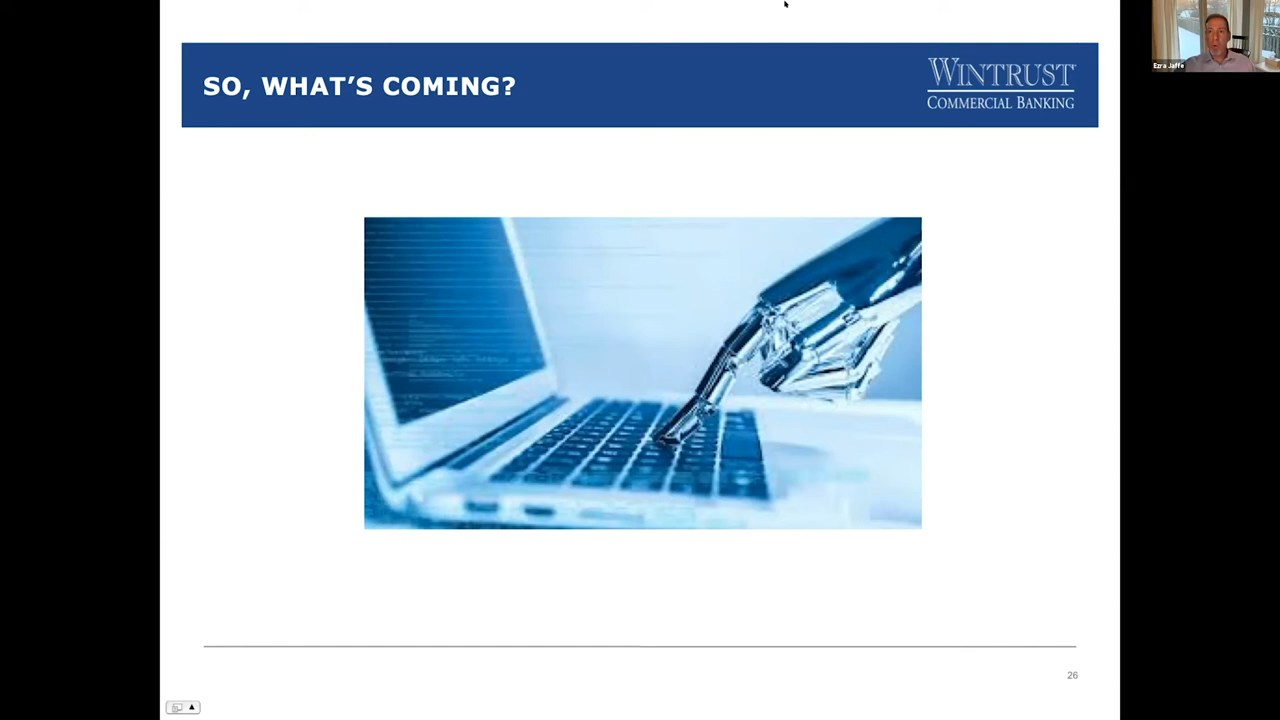 SO, WHAT'S COMING?
WINTRUST
COMMERCIAL BANKING
Ezra Jaffe
26